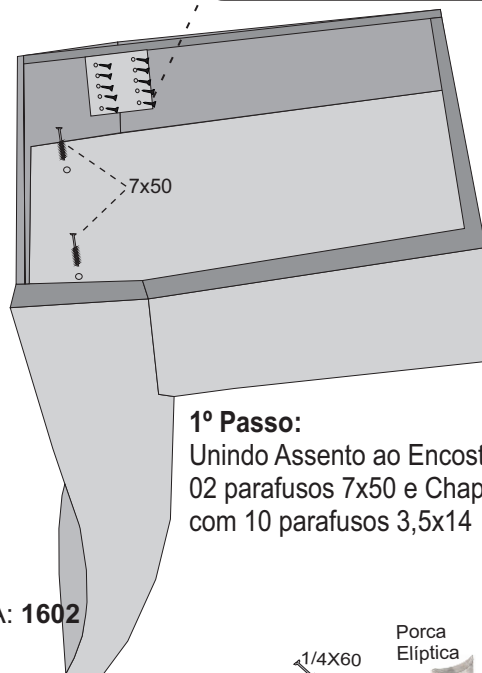 7x50
1º Passo:
Unindo Assento ao Encost
02 parafusos 7x50 e Chap
com 10 parafusos 3,5x14
A: 1602
1/4X60
Porca
Elíptica